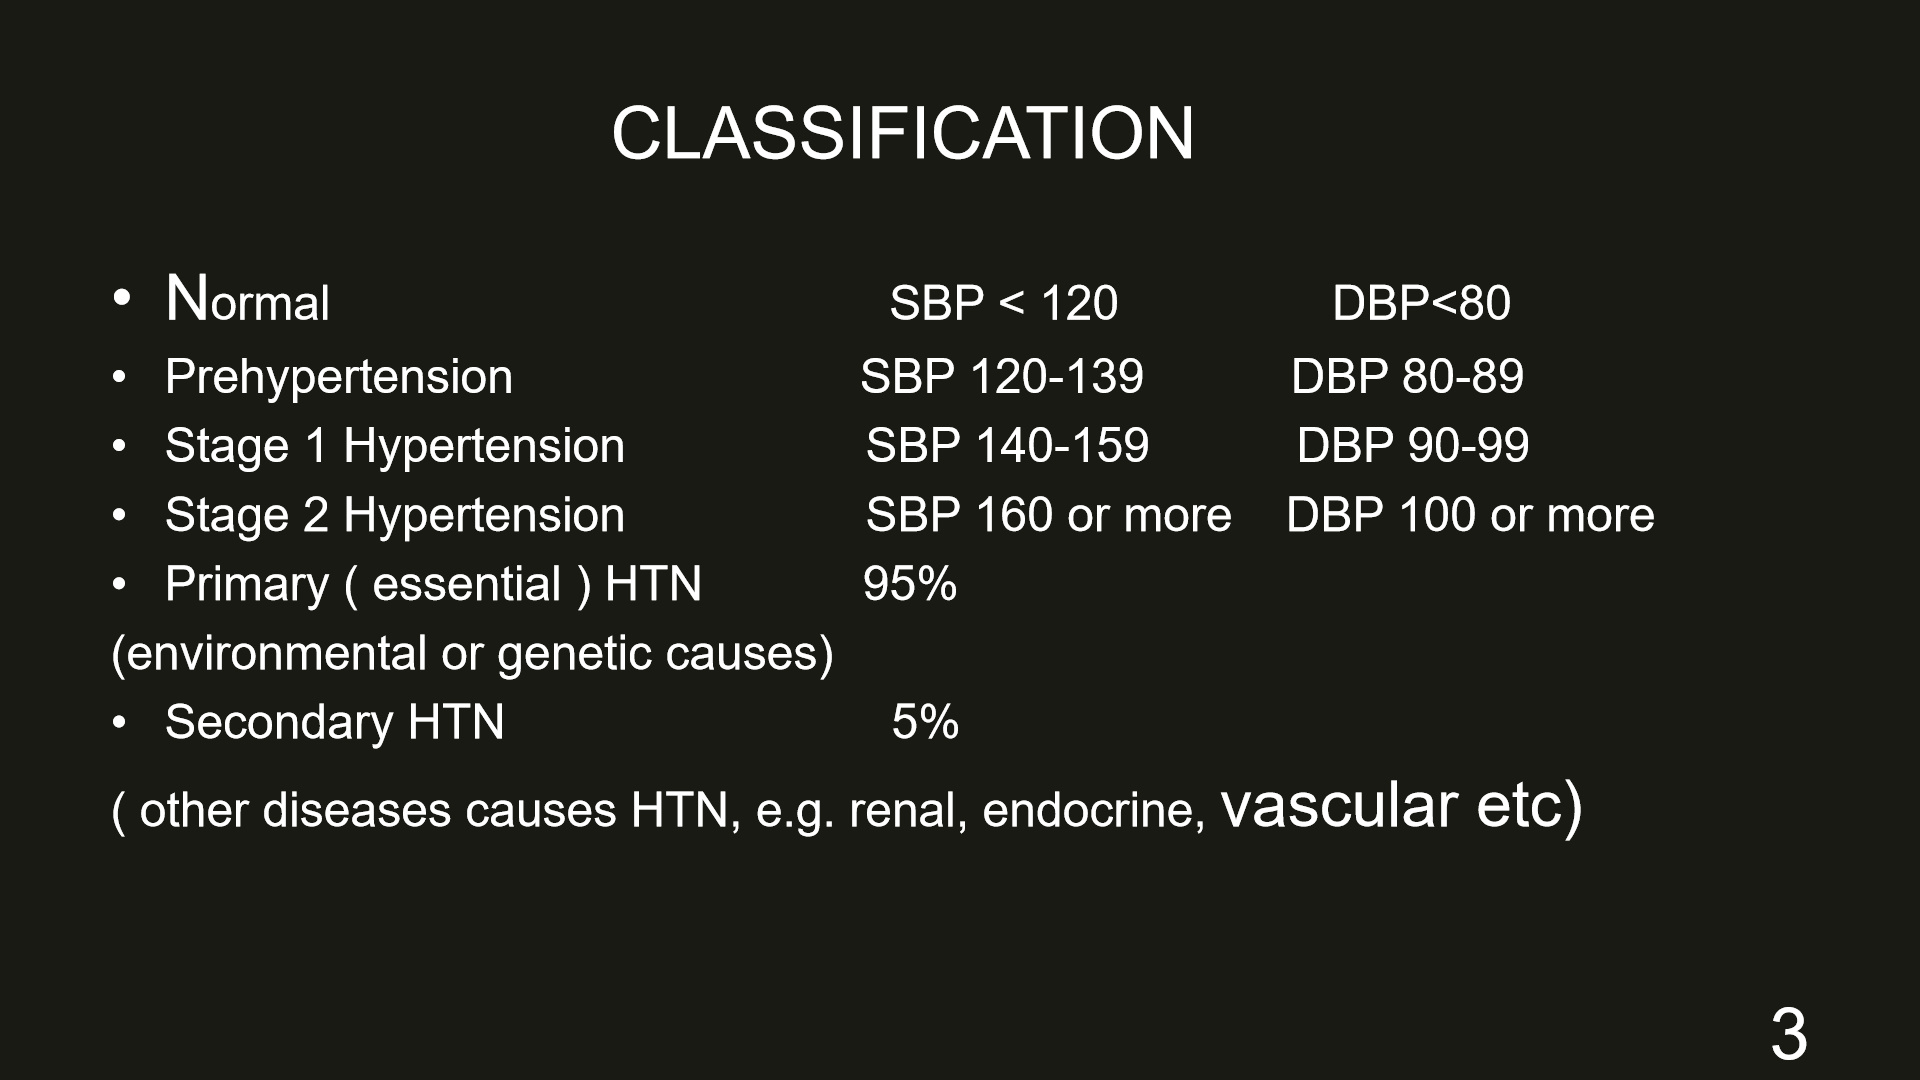 CLASSIFICATION
• Normal SBP < 120 DBP<80
• Prehypertension SBP 120-139 DBP 80-89
• Stage 1 Hypertension SBP 140-159 DBP 90-99
• Stage 2 Hypertension SBP 160 or more DBP 100 or more
• Primary ( essential ) HTN 95%
(environmental or genetic causes)
• Secondary HTN 5%
( other diseases causes HTN, e.g. renal, endocrine, vascular etc)
3